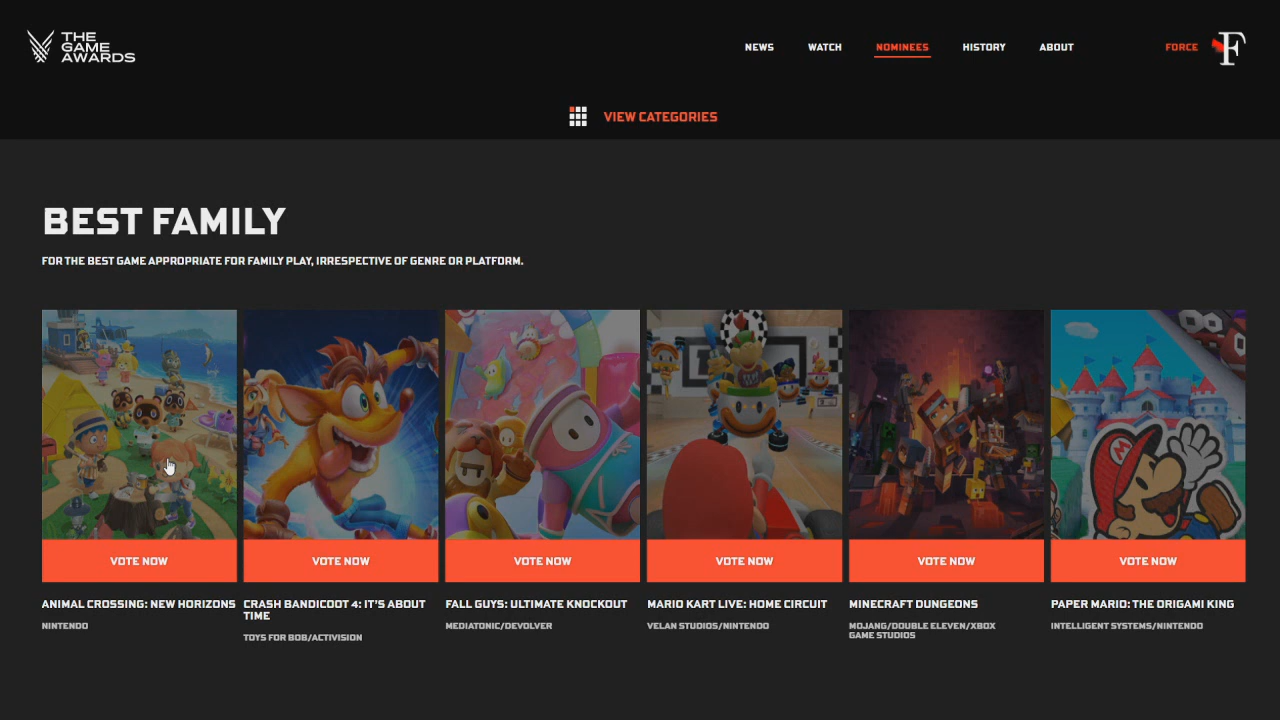 THE
GAME
AWARDS
NEWS WATCH NOMINEES HISTORY ABOUT FORCE F
VIEW CATEGORIES
BEST FAMILY
FOR THE BEST GAME APPROPRIATE FOR FAMILY PLAY, IRRESPECTIVE OF GENRE OR PLATFORM.
VOTE NOW VOTE NOW VOTE NOW VOTE NOW VOTE NOW VOTE NOW
ANIMAL CROSSING: NEW HORIZONS
NINTENDO
CRASH BANDICOOT 4: IT'S ABOUT
TIME
TOYS FOR BOB/ACTIVISION
FALL GUYS: ULTIMATE KNOCKOUT
MEDIATONIC/DEVOLVER
MARIO KART LIVE: HOME CIRCUIT
VELAN STUDIOS/NINTENDO
MINECRAFT DUNGEONS
MOJANG/DOUBLE ELEVEN/XBOX
GAME STUDIOS
PAPER MARIO: THE ORIGAMI KING
INTELLIGENT SYSTEMS/NINTENDO